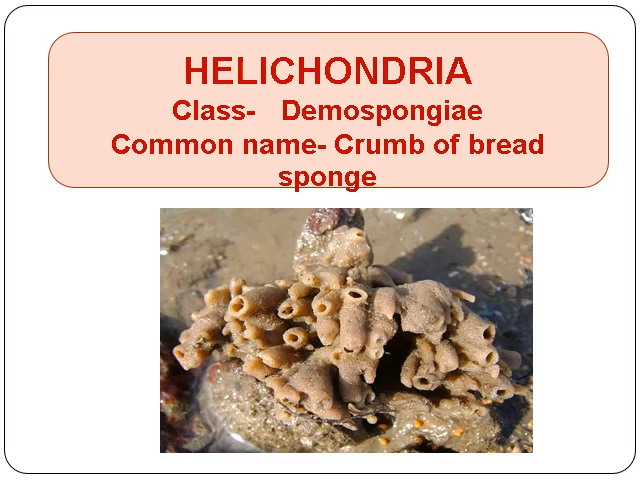 HELICHONDRIA
Class- Demospongiae
Common name- Crumb of bread
sponge